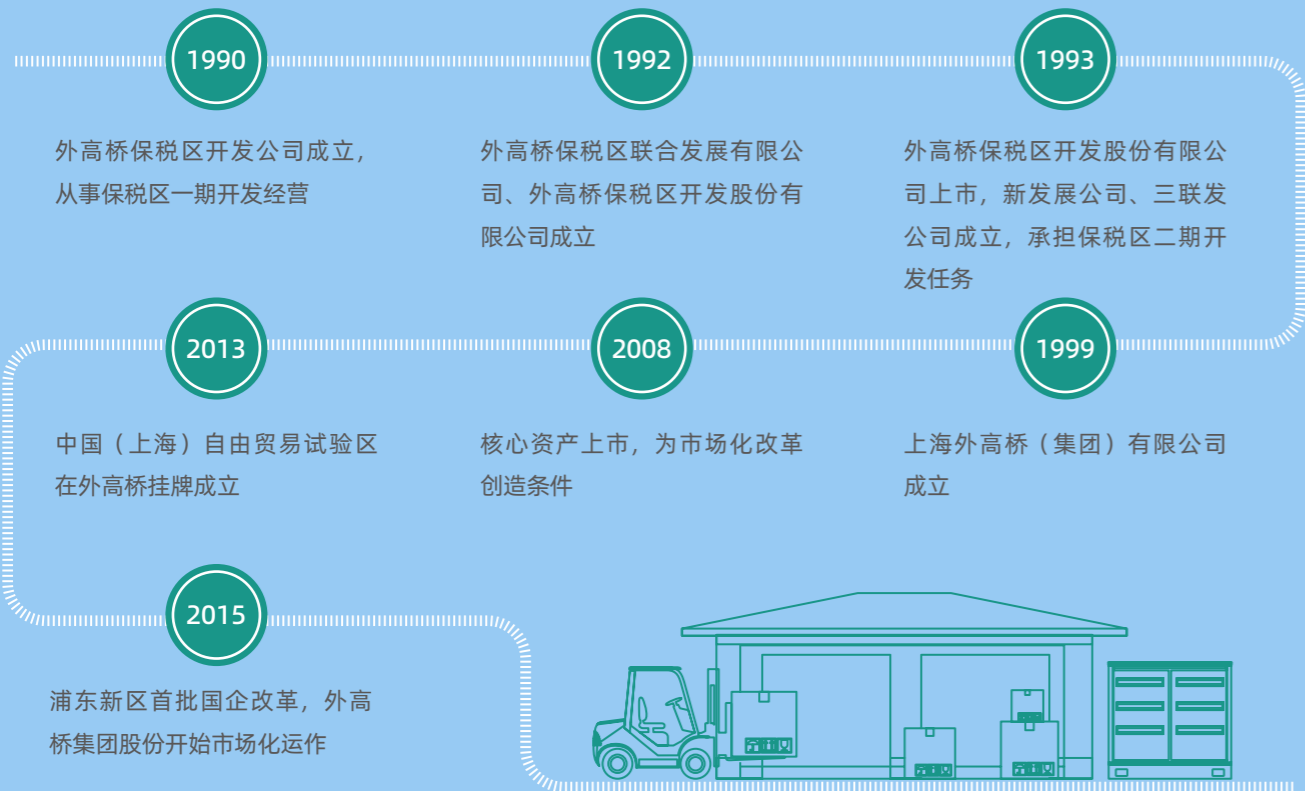 1990
外高桥保税区开发公司成立，
从事保税区一期开发经营
1992
外高桥保税区联合发展有限公
司、外高桥保税区开发股份有
限公司成立
1993
外高桥保税区开发股份有限公
司上市，新发展公司、三联发
公司成立，承担保税区二期开
发任务
1999
上海外高桥（集团）有限公司
成立
2008
核心资产上市，为市场化改革
创造条件
2013
中国（上海）自由贸易试验区
在外高桥挂牌成立
2015
浦东新区首批国企改革，外高
桥集团股份开始市场化运作